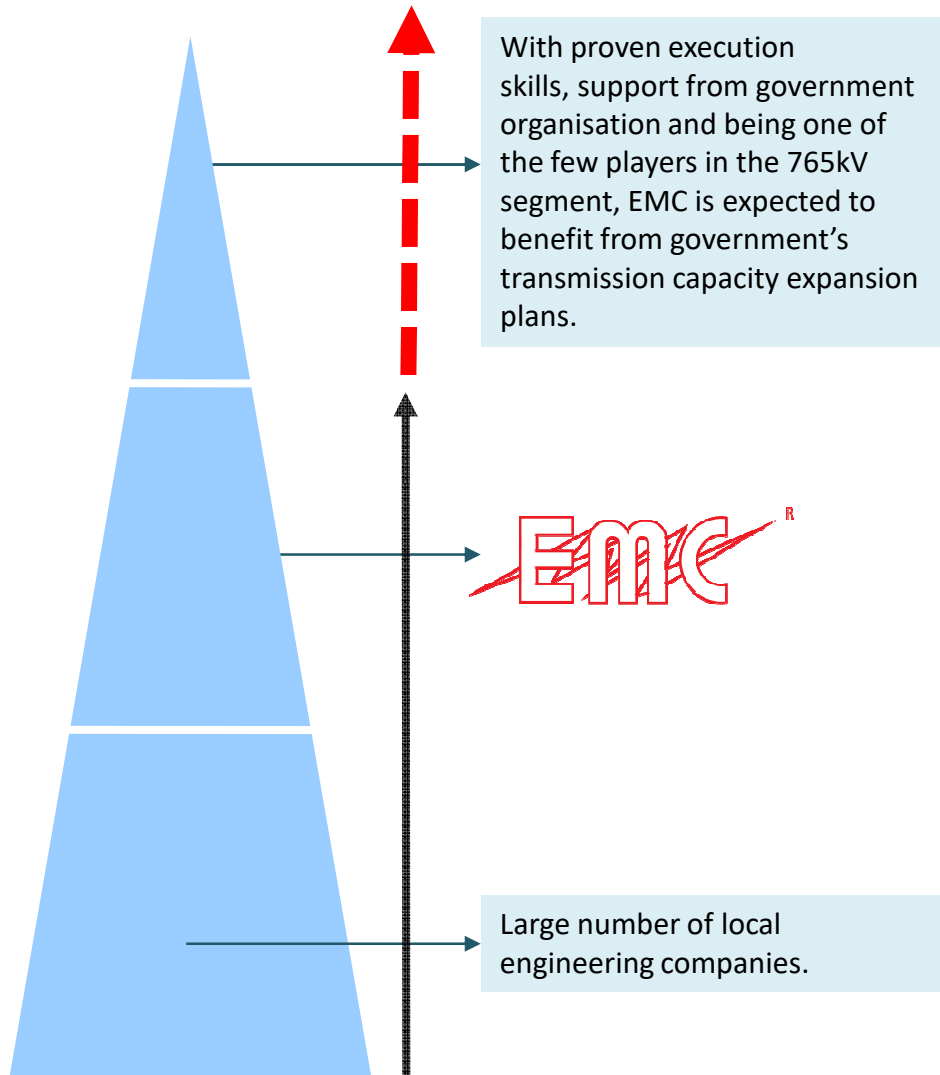 With proven execution
skills, support from government
organisation and being one of
the few players in the 765kV
segment, EMC is expected to
benefit from government’s
transmission capacity expansion
plans.
EMC R
Large number of local
engineering companies.